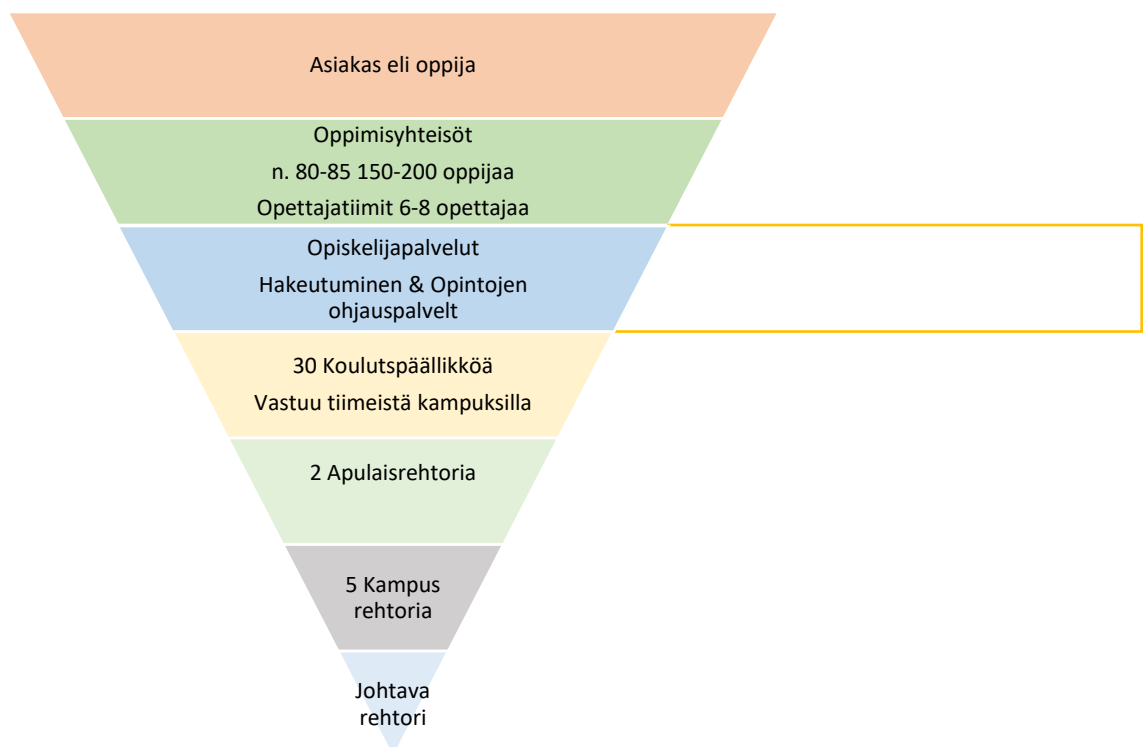 Asiakas eli oppija
Oppimisyhteisöt
n. 80-85 150-200 oppijaa
Opettajatiimit 6-8 opettajaa
Opiskelijapalvelut
Hakeutuminen & Opintojen
ohjauspalvelt
30 Koulutspäällikköä
Vastuu tiimeistä kampuksilla
2 Apulaisrehtoria
5 Kampus
rehtoria
Johtava
rehtori